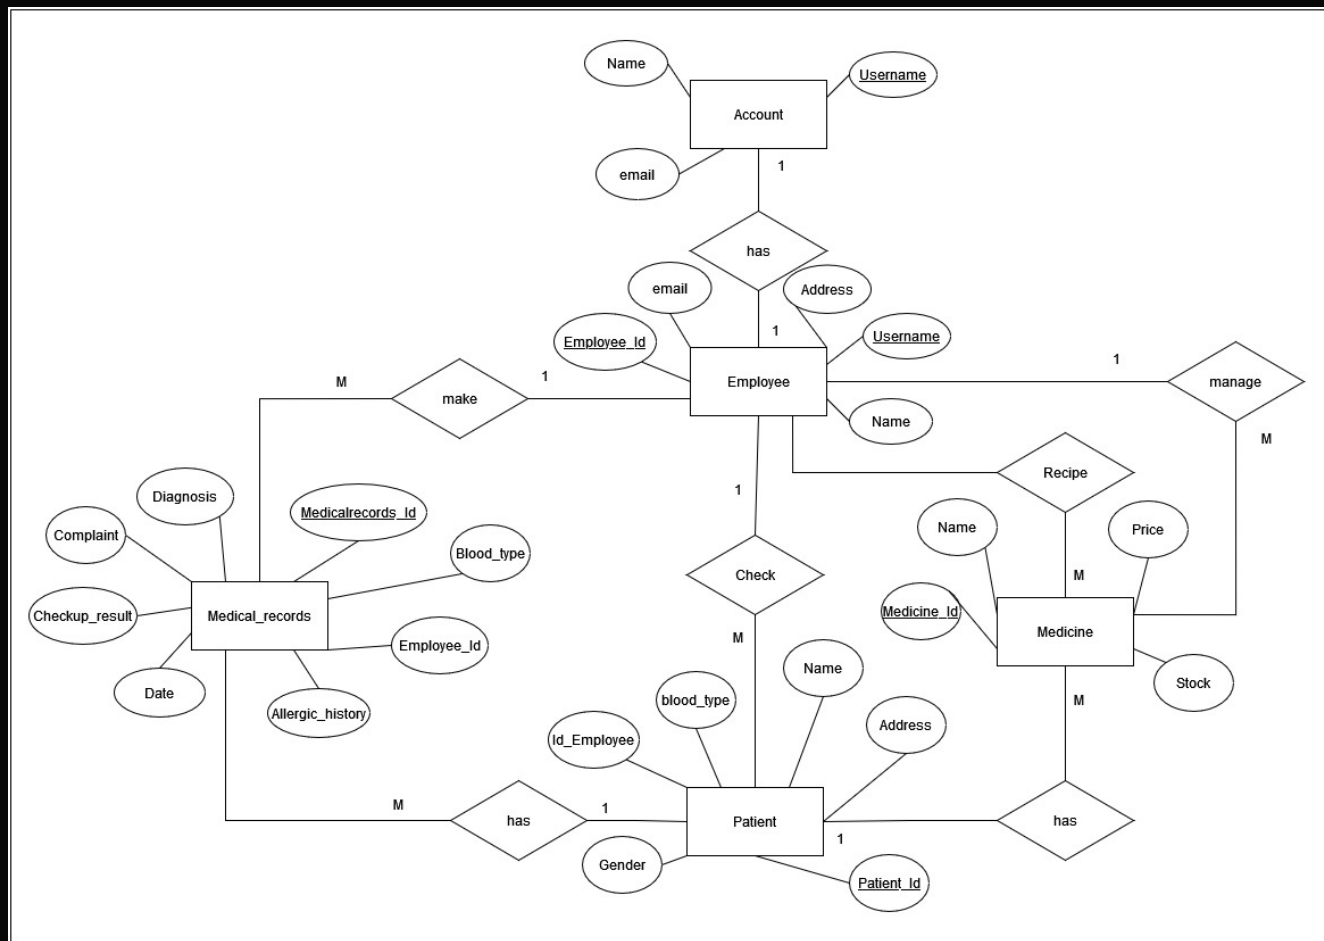 Name
Username
Account
email
1
has
email
Address
1
Employee_Id
Username
Employee
M
make
1
1
manage
Name
M
Recipe
1
Diagnosis
Medicalrecords_Id
Complaint
Name
Price
Blood_type
Check
M
Checkup_result
Medical_records
Medicine_Id
Medicine
M
Employee_Id
Name
Date
blood_type
Stock
Allergic_history
M
Id_Employee
Address
M
1
has
Patient
has
1
Gender
Patient_Id